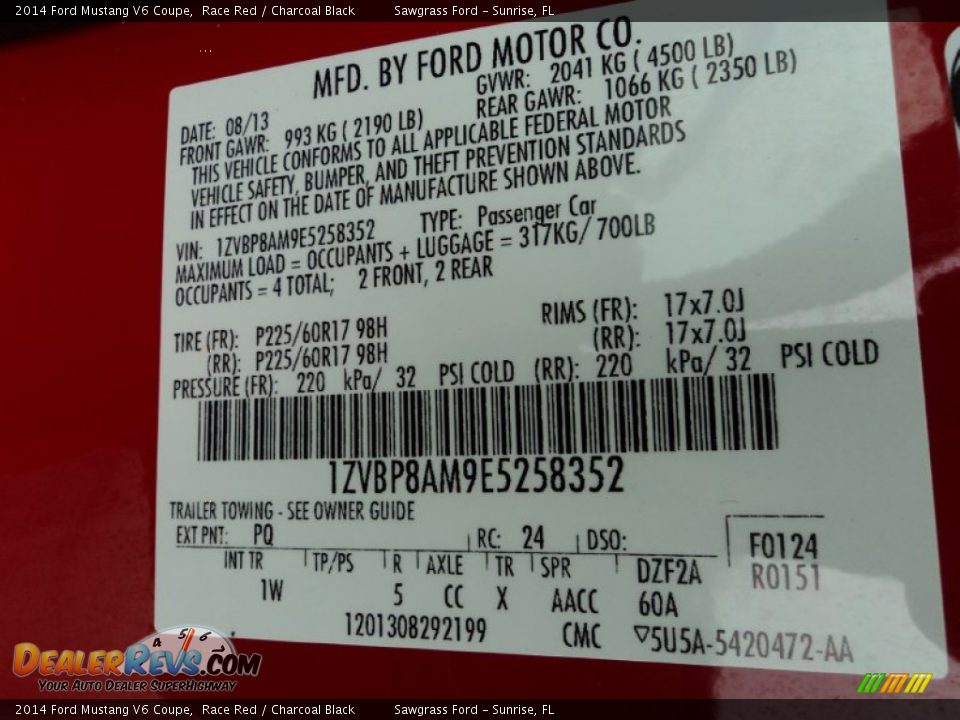 2014 Ford Mustang V6 Coupe, Race Red / Charcoal Black Sawgrass Ford - Sunrise, FL
MFD. BY FORD MOTOR CO.
DATE: 08/13 GVWR: 2041 KG ( 4500 LB)
FRONT GAWR: 993 KG ( 2190 LB) REAR GAWR: 1066 KG ( 2350 LB)
THIS VEHICLE CONFORMS TO ALL APPLICABLE FEDERAL MOTOR
VEHICLE SAFETY, BUMPER, AND THEFT PREVENTION STANDARDS
IN EFFECT ON THE DATE OF MANUFACTURE SHOWN ABOVE.
VIN: 1ZVBP8AM9E5258352 TYPE: Passenger Car
MAXIMUM LOAD = OCCUPANTS + LUGGAGE = 317KG/ 700LB
OCCUPANTS = 4 TOTAL; 2 FRONT, 2 REAR
TIRE (FR): P225/60R17 98H RIMS (FR): 17x7.0J
(RR): P225/60R17 98H (RR): 17x7.0J
PRESSURE (FR): 220 kPa/ 32 PSI COLD (RR): 220 kPa/ 32 PSI COLD
1ZVBP8AM9E5258352
TRAILER TOWING - SEE OWNER GUIDE
EXT PNT: PQ RC: 24 DSO: F0124
INT TR TP/PS R AXLE TR SPR DZF2A R0151
1W 5 CC X AACC 60A
1201308292199 CMC 5U5A-5420472-AA
4 5 6
DEALERREVS.COM
YOUR AUTO DEALER SUPERHIGHWAY
2014 Ford Mustang V6 Coupe, Race Red / Charcoal Black Sawgrass Ford - Sunrise, FL